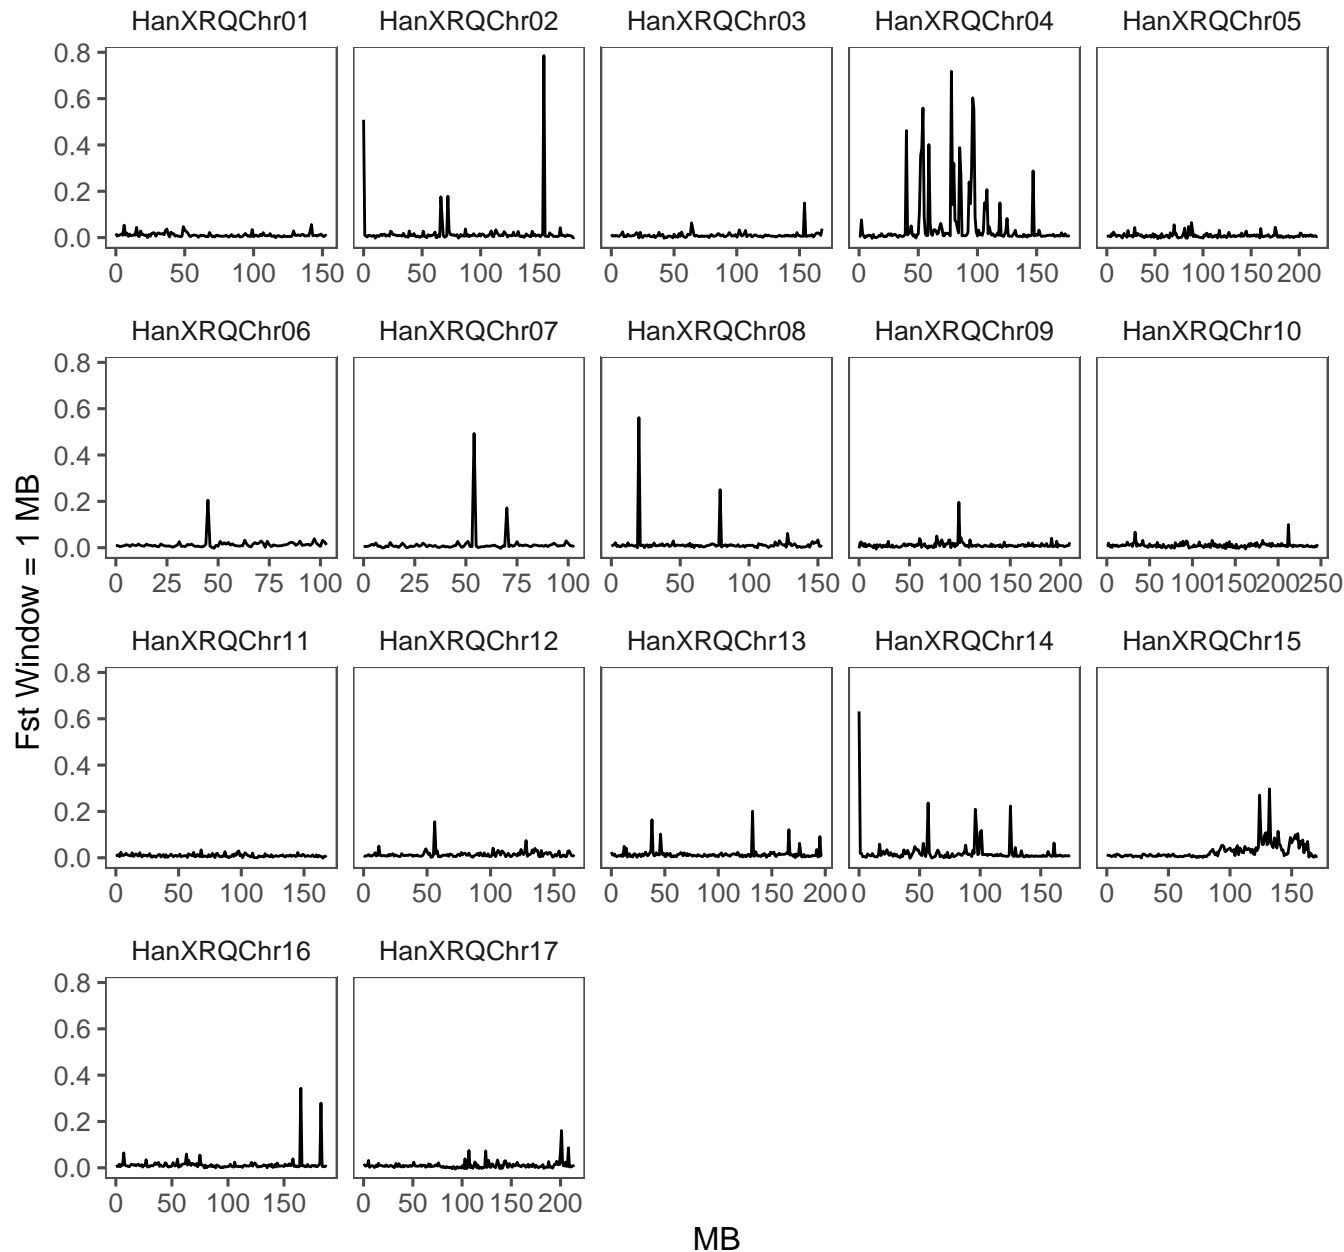 HanXRQChr01 HanXRQChr02 HanXRQChr03 HanXRQChr04 HanXRQChr05
0.8
0.6
0.4
0.2
0.0
0 50 100 150 0 50 100 150 0 50 100 150 0 50 100 150 0 50 100 150 200
HanXRQChr06 HanXRQChr07 HanXRQChr08 HanXRQChr09 HanXRQChr10
0.8
0.6
0.4
0.2
0.0
0 25 50 75 100 0 25 50 75 100 0 50 100 150 0 50 100 150 200 0 50 100 150 200 250
HanXRQChr11 HanXRQChr12 HanXRQChr13 HanXRQChr14 HanXRQChr15
0.8
0.6
0.4
0.2
0.0
0 50 100 150 0 50 100 150 0 50 100 150 200 0 50 100 150 0 50 100 150
HanXRQChr16 HanXRQChr17
0.8
0.6
0.4
0.2
0.0
0 50 100 150 0 50 100 150 200
Fst Window = 1 MB
MB